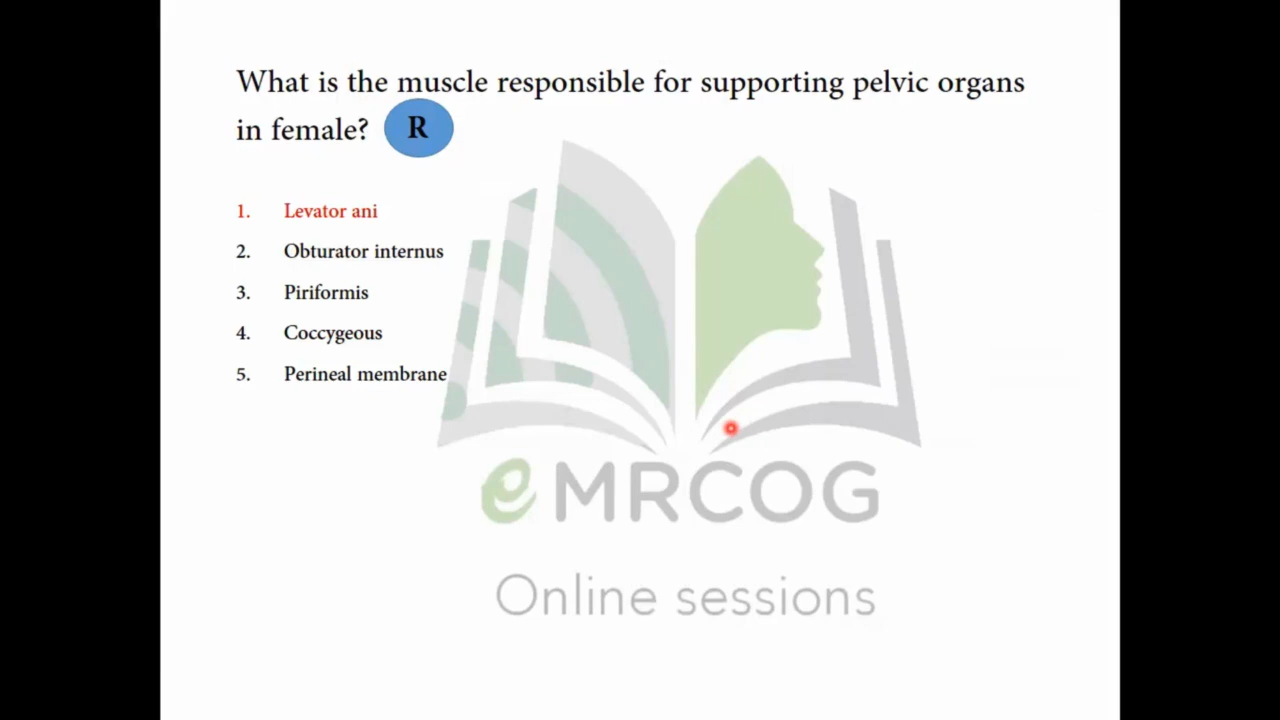 What is the muscle responsible for supporting pelvic organs
in female? R
1. Levator ani
2. Obturator internus
3. Piriformis
4. Coccygeous
5. Perineal membrane
eMRCOG
Online sessions